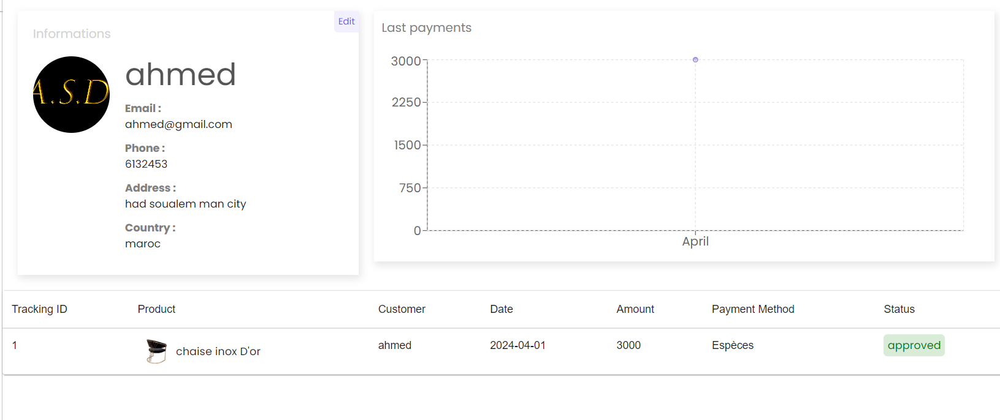 Informations
Edit
A.S.D
ahmed
Email :
ahmed@gmail.com
Phone :
6132453
Address :
had soualem man city
Country :
maroc
Last payments
3000
2250
1500
750
0
April
Tracking ID Product Customer Date Amount Payment Method Status
1 chaise inox D'or ahmed 2024-04-01 3000 Espèces approved